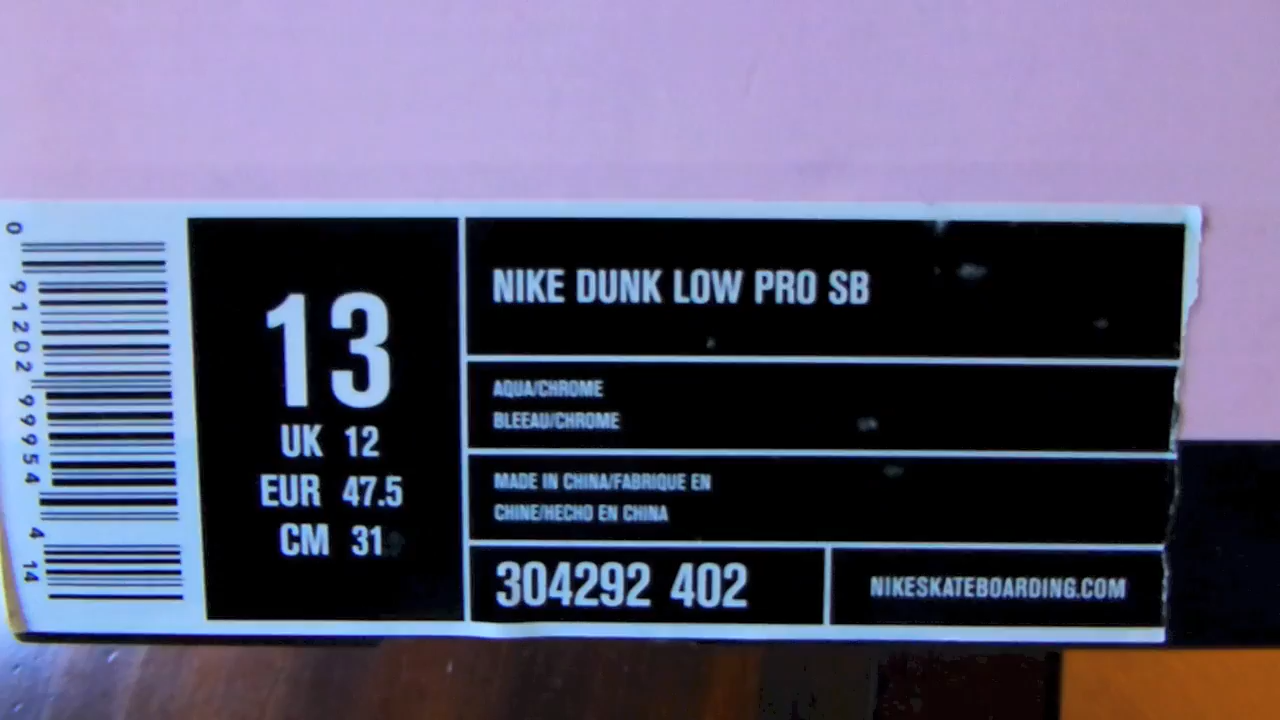 0 91202 99954 4 14
13
UK 12
EUR 47.5
CM 31
NIKE DUNK LOW PRO SB
AQUA/CHROME
BLEEAU/CHROME
MADE IN CHINA/FABRIQUE EN
CHINE/HECHO EN CHINA
304292 402
NIKESKATEBOARDING.COM